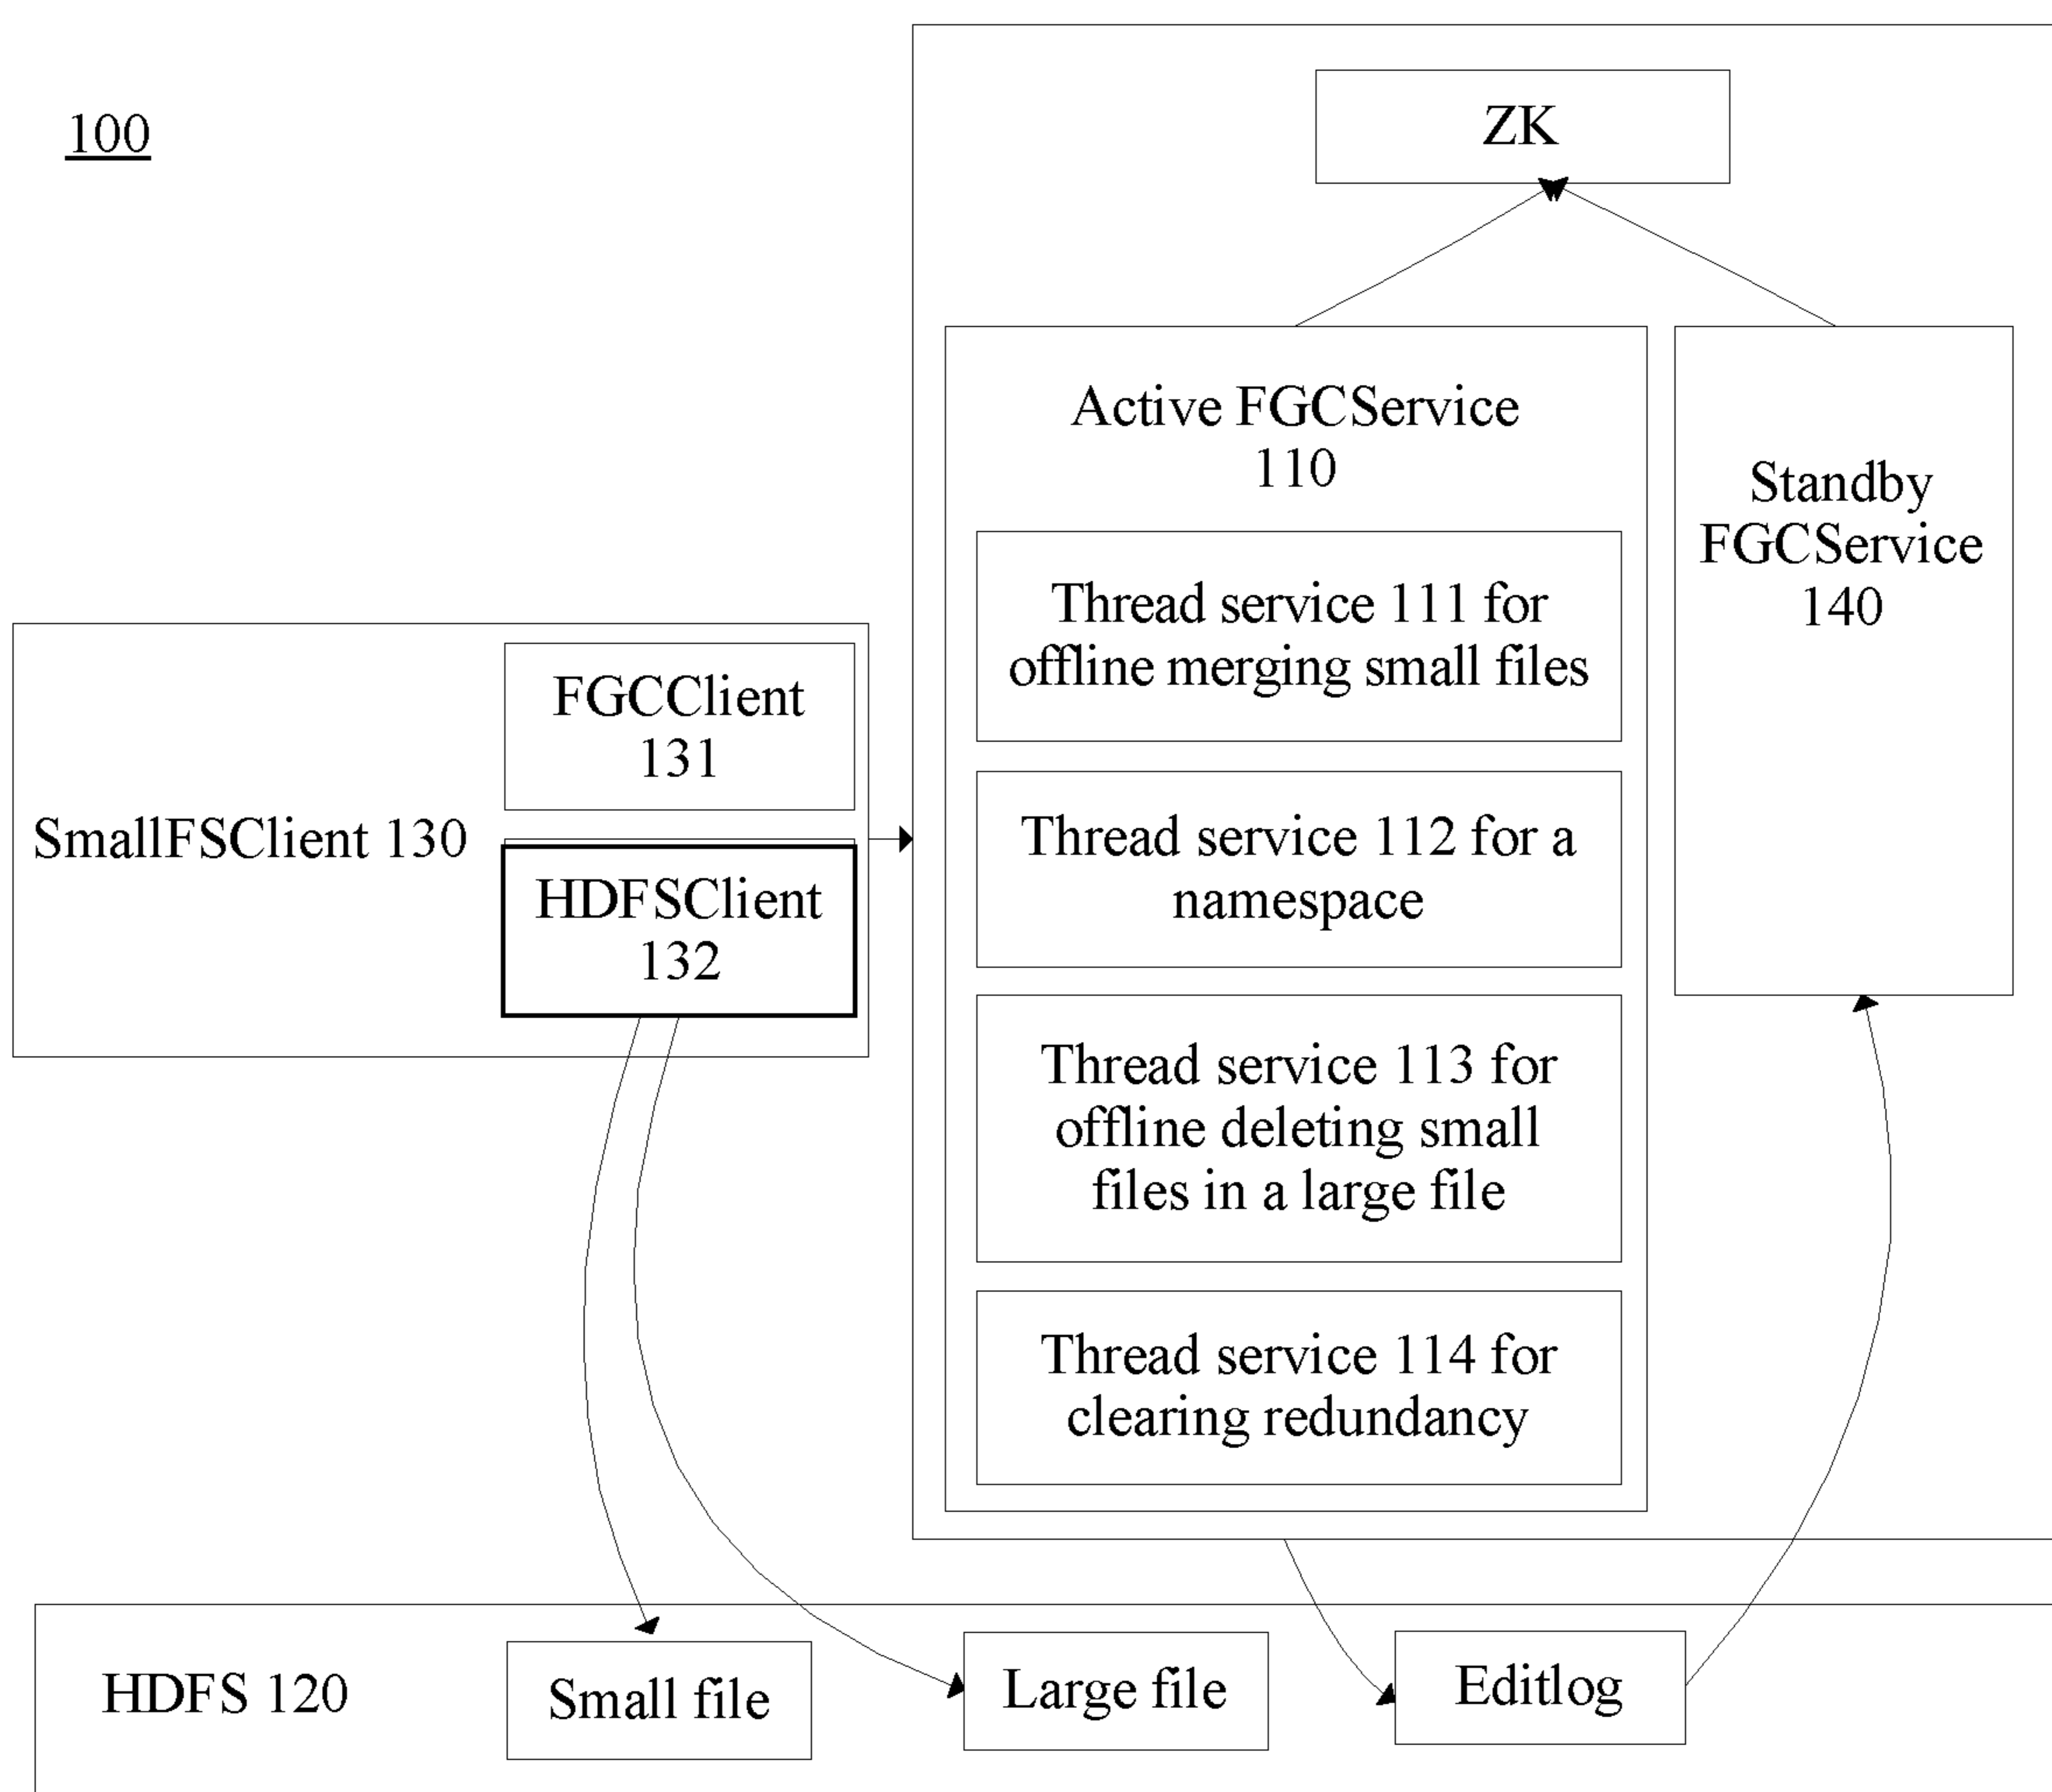 100
ZK
Active FGCService
110
Standby
FGCService
140
Thread service 111 for
offline merging small files
FGCClient
131
SmallFSClient 130
Thread service 112 for a
namespace
HDFSClient
132
Thread service 113 for
offline deleting small
files in a large file
Thread service 114 for
clearing redundancy
HDFS 120
Small file
Large file
Editlog